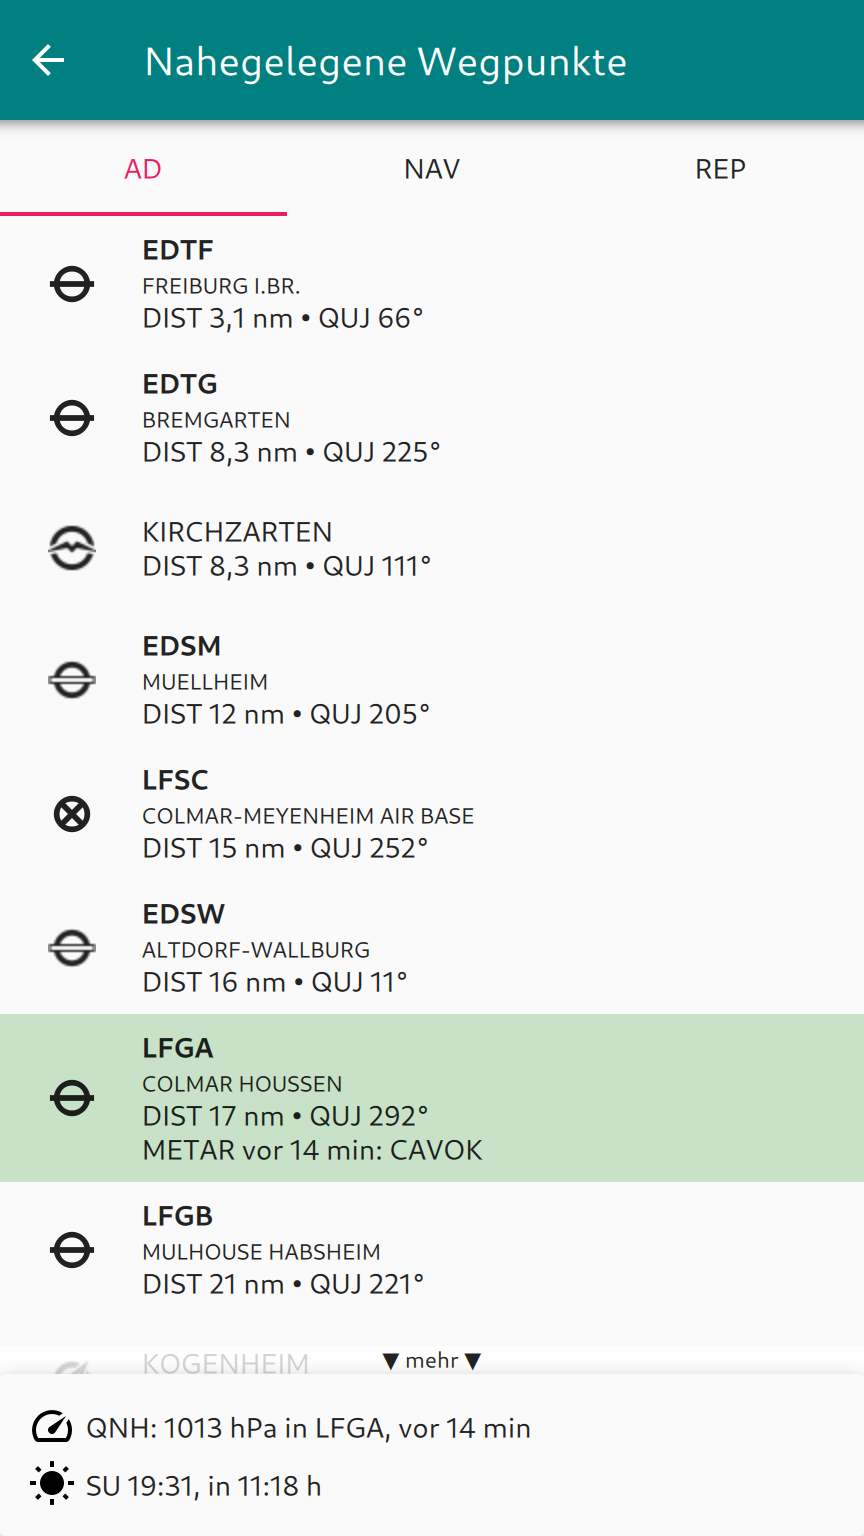 Nahegelegene Wegpunkte
AD
NAV
REP
EDTF
FREIBURG I.BR.
DIST 3,1 nm • QUJ 66°
EDTG
BREMGARTEN
DIST 8,3 nm • QUJ 225°
KIRCHZARTEN
DIST 8,3 nm • QUJ 111°
EDSM
MUELLHEIM
DIST 12 nm • QUJ 205°
LFSC
COLMAR-MEYENHEIM AIR BASE
DIST 15 nm • QUJ 252°
EDSW
ALTDORF-WALLBURG
DIST 16 nm • QUJ 11°
LFGA
COLMAR HOUSSEN
DIST 17 nm • QUJ 292°
METAR vor 14 min: CAVOK
LFGB
MULHOUSE HABSHEIM
DIST 21 nm • QUJ 221°
KOGENHEIM
▼ mehr ▼
QNH: 1013 hPa in LFGA, vor 14 min
SU 19:31, in 11:18 h